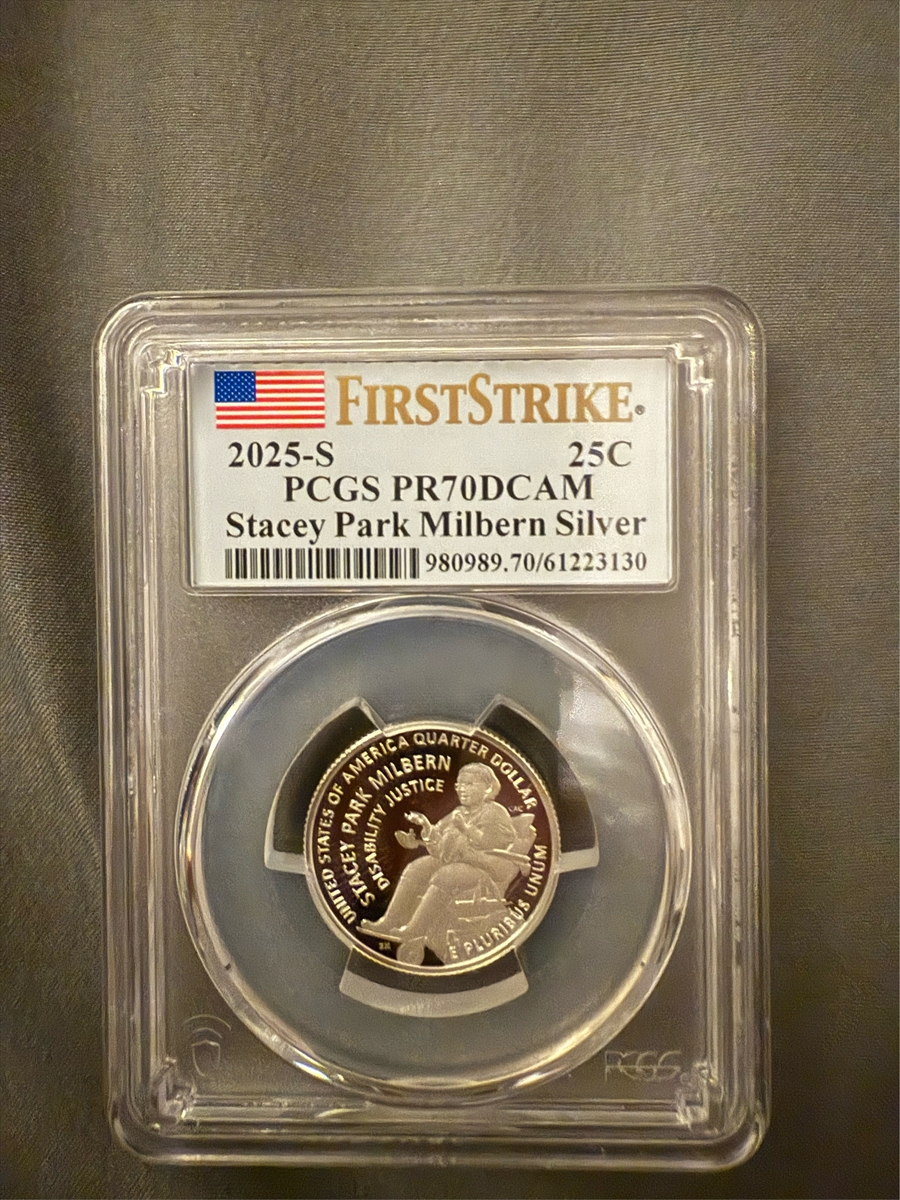 FIRSTSTRIKE®
2025-S 25C
PCGS PR70DCAM
Stacey Park Milbern Silver
980989.70/61223130
UNITED STATES OF AMERICA QUARTER DOLLAR
STACEY PARK MILBERN
DISABILITY JUSTICE
E PLURIBUS UNUM
PCGS